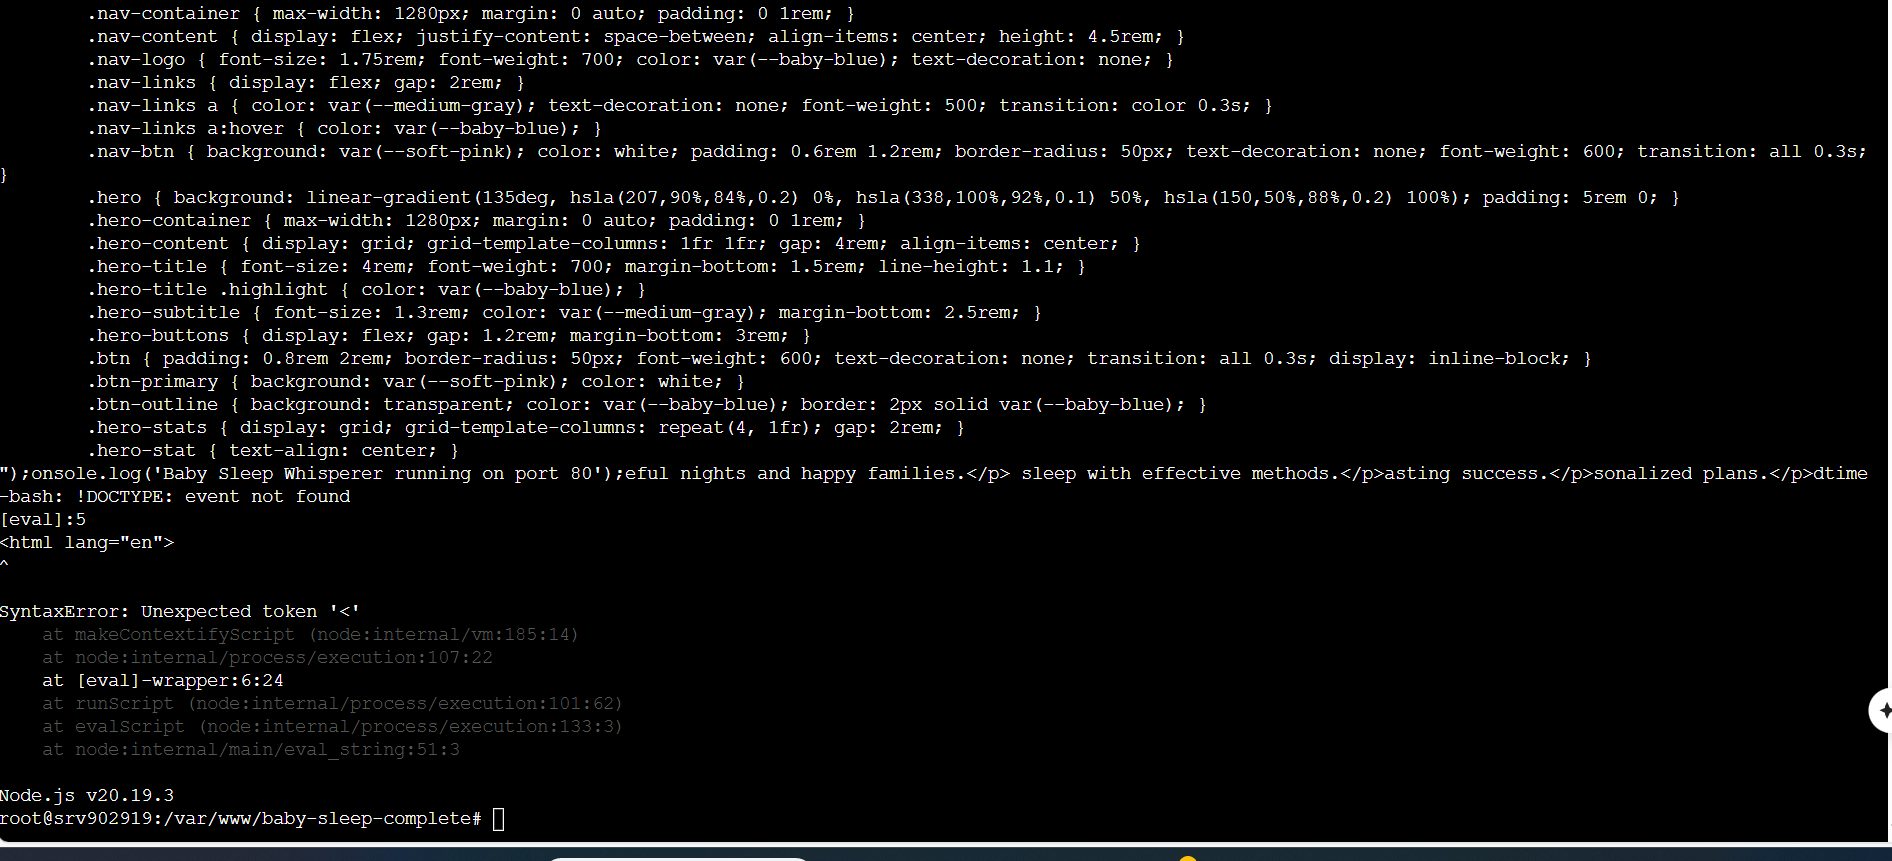 .nav-container { max-width: 1280px; margin: 0 auto; padding: 0 1rem; }
        .nav-content { display: flex; justify-content: space-between; align-items: center; height: 4.5rem; }
        .nav-logo { font-size: 1.75rem; font-weight: 700; color: var(--baby-blue); text-decoration: none; }
        .nav-links { display: flex; gap: 2rem; }
        .nav-links a { color: var(--medium-gray); text-decoration: none; font-weight: 500; transition: color 0.3s; }
        .nav-links a:hover { color: var(--baby-blue); }
        .nav-btn { background: var(--soft-pink); color: white; padding: 0.6rem 1.2rem; border-radius: 50px; text-decoration: none; font-weight: 600; transition: all 0.3s;
}
        .hero { background: linear-gradient(135deg, hsla(207,90%,84%,0.2) 0%, hsla(338,100%,92%,0.1) 50%, hsla(150,50%,88%,0.2) 100%); padding: 5rem 0; }
        .hero-container { max-width: 1280px; margin: 0 auto; padding: 0 1rem; }
        .hero-content { display: grid; grid-template-columns: 1fr 1fr; gap: 4rem; align-items: center; }
        .hero-title { font-size: 4rem; font-weight: 700; margin-bottom: 1.5rem; line-height: 1.1; }
        .hero-title .highlight { color: var(--baby-blue); }
        .hero-subtitle { font-size: 1.3rem; color: var(--medium-gray); margin-bottom: 2.5rem; }
        .hero-buttons { display: flex; gap: 1.2rem; margin-bottom: 3rem; }
        .btn { padding: 0.8rem 2rem; border-radius: 50px; font-weight: 600; text-decoration: none; transition: all 0.3s; display: inline-block; }
        .btn-primary { background: var(--soft-pink); color: white; }
        .btn-outline { background: transparent; color: var(--baby-blue); border: 2px solid var(--baby-blue); }
        .hero-stats { display: grid; grid-template-columns: repeat(4, 1fr); gap: 2rem; }
        .hero-stat { text-align: center; }
");onsole.log('Baby Sleep Whisperer running on port 80');eful nights and happy families.</p> sleep with effective methods.</p>asting success.</p>sonalized plans.</p>dtime
-bash: !DOCTYPE: event not found
[eval]:5
<html lang="en">
^
SyntaxError: Unexpected token '<'
    at makeContextifyScript (node:internal/vm:185:14)
    at node:internal/process/execution:107:22
    at [eval]-wrapper:6:24
    at runScript (node:internal/process/execution:101:62)
    at evalScript (node:internal/process/execution:133:3)
    at node:internal/main/eval_string:51:3
Node.js v20.19.3
root@srv902919:/var/www/baby-sleep-complete#